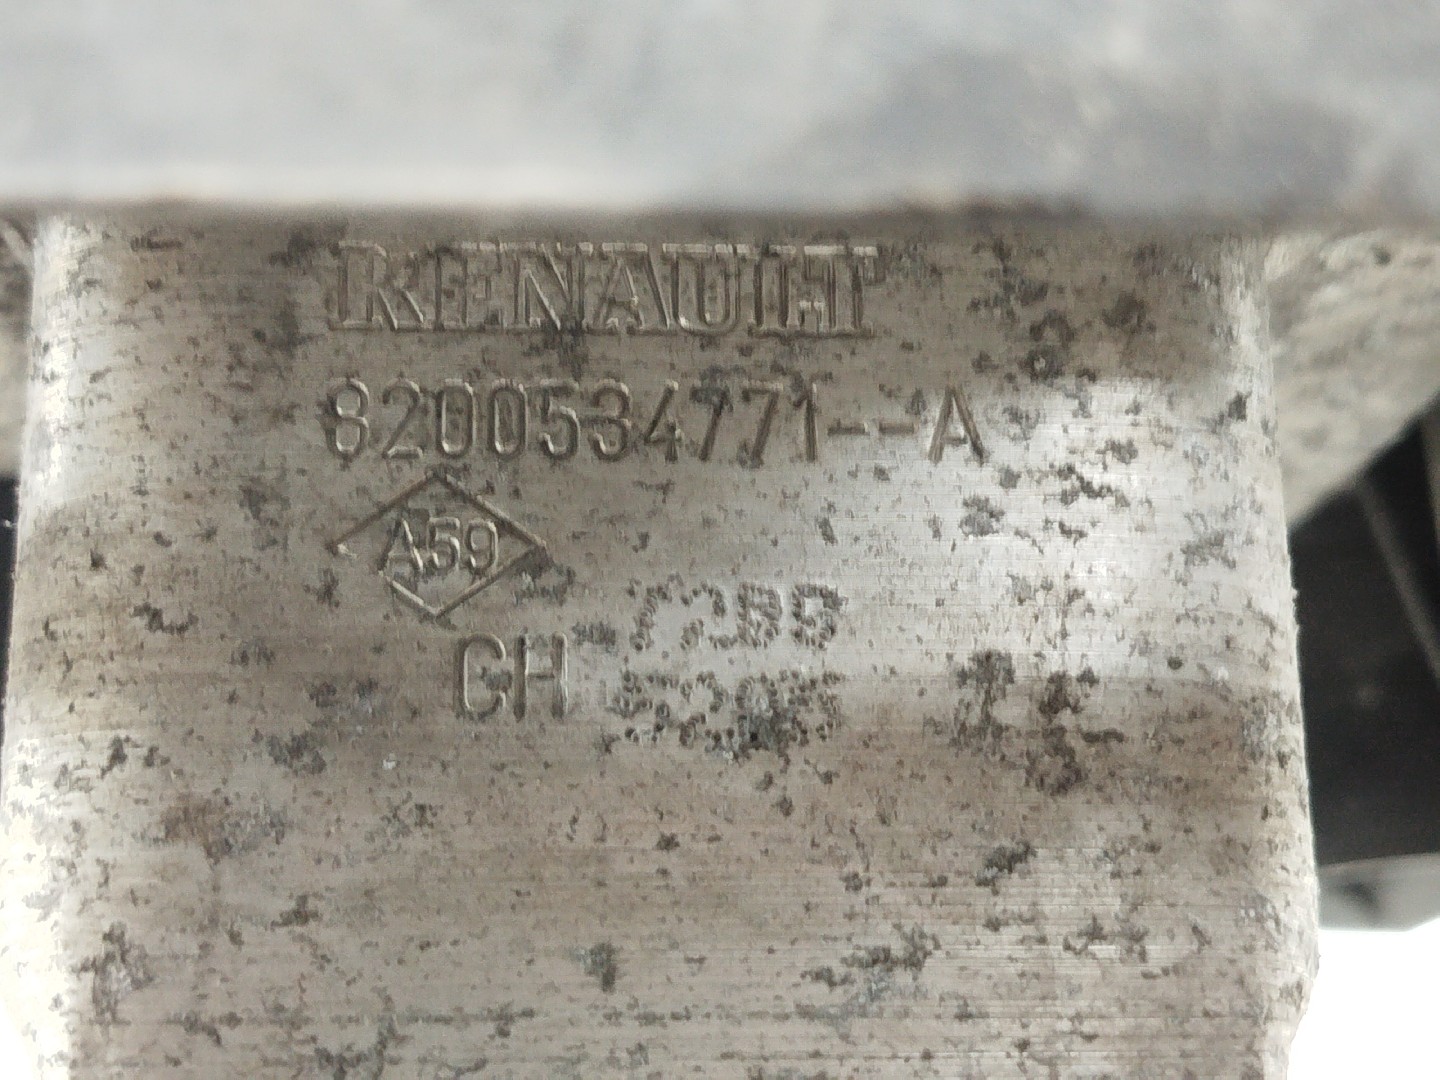 RENAULT
8200534771--A
A59
CH